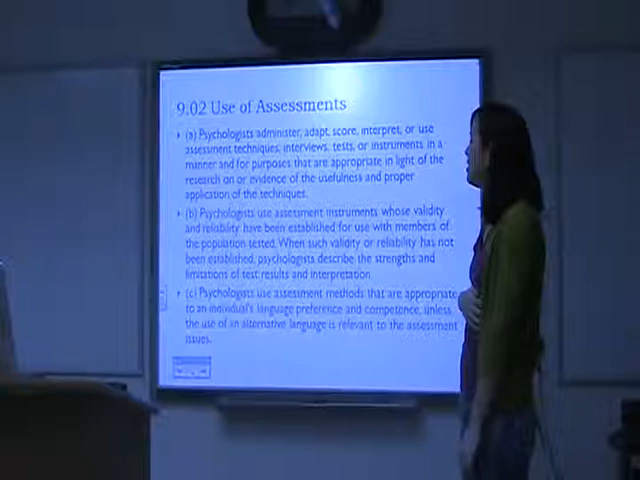 9.02 Use of Assessments
(a) Psychologists administer, adapt, score, interpret, or use
assessment techniques, interviews, tests, or instruments in a
manner and for purposes that are appropriate in light of the
research on or evidence of the usefulness and proper
application of the techniques.
(b) Psychologists use assessment instruments whose validity
and reliability have been established for use with members of
the population tested. When such validity or reliability has not
been established, psychologists describe the strengths and
limitations of test results and interpretation.
(c) Psychologists use assessment methods that are appropriate
to an individual's language preference and competence, unless
the use of an alternative language is relevant to the assessment
issues.